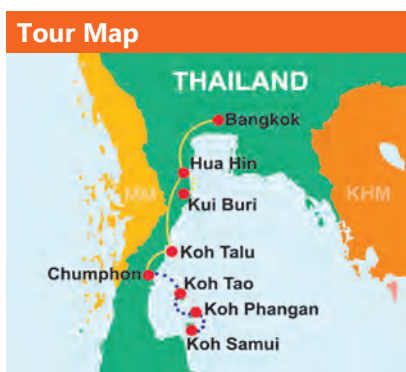 Tour Map
THAILAND
Bangkok
Hua Hin
MM
KHM
Kui Buri
Koh Talu
Chumphon
Koh Tao
Koh Phangan
Koh Samui